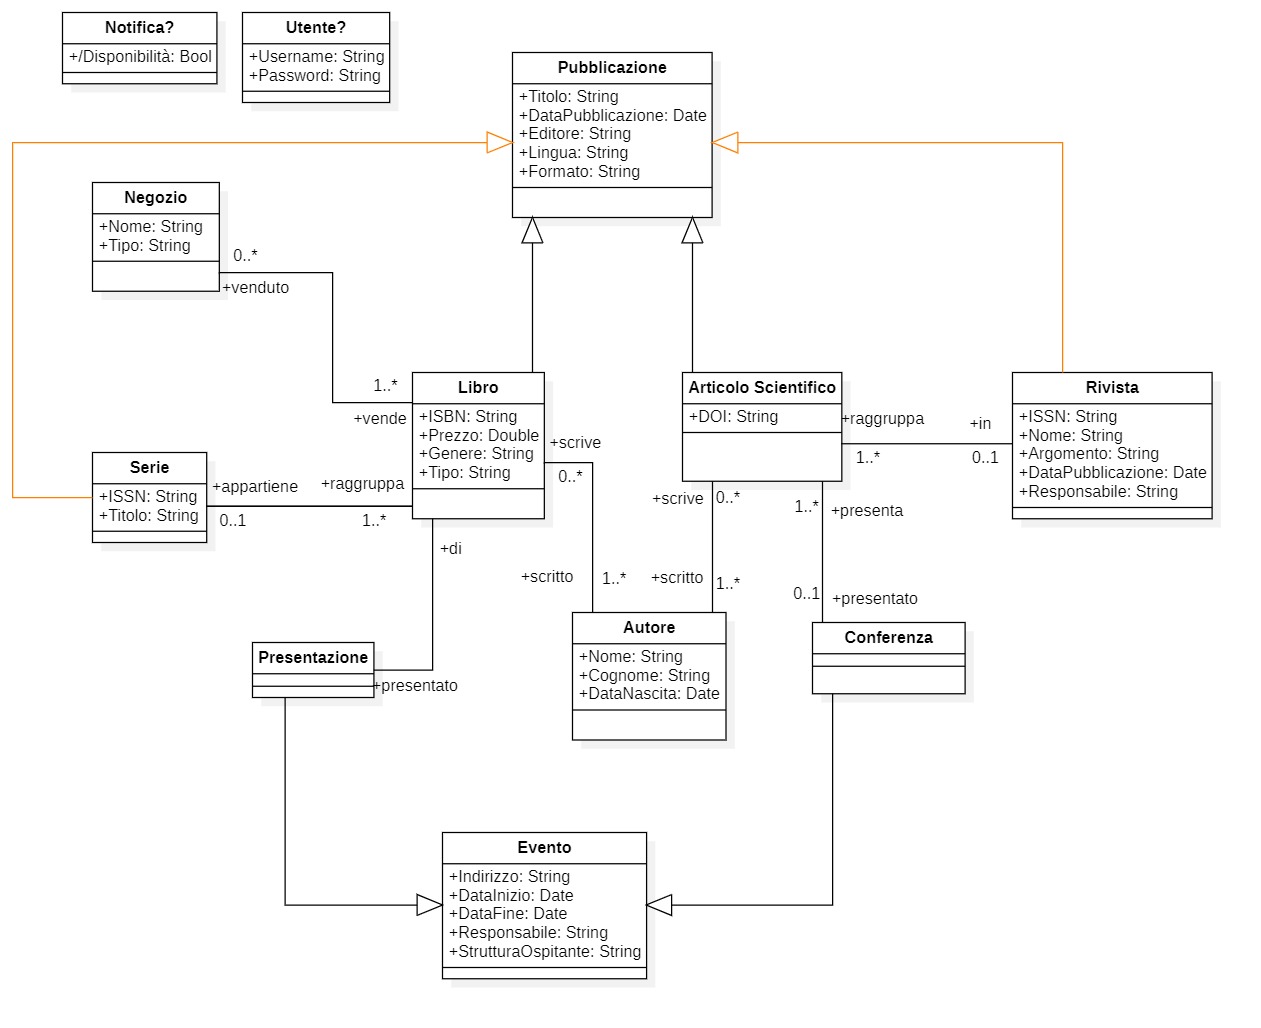 Notifica?
+/Disponibilità: Bool
Utente?
+Username: String
+Password: String
Pubblicazione
+Titolo: String
+DataPubblicazione: Date
+Editore: String
+Lingua: String
+Formato: String
Negozio
+Nome: String
+Tipo: String
0..*
+venduto
1..*
+vende
Libro
+ISBN: String
+Prezzo: Double
+Genere: String
+Tipo: String
Articolo Scientifico
+DOI: String
+raggruppa
1..*
+in
0..1
Rivista
+ISSN: String
+Nome: String
+Argomento: String
+DataPubblicazione: Date
+Responsabile: String
Serie
+ISSN: String
+Titolo: String
+appartiene
0..1
+raggruppa
1..*
+scrive
0..*
+scrive
0..*
1..*
+presenta
+di
+scritto
1..*
+scritto
1..*
0..1
+presentato
Presentazione
+presentato
Autore
+Nome: String
+Cognome: String
+DataNascita: Date
Conferenza
Evento
+Indirizzo: String
+DataInizio: Date
+DataFine: Date
+Responsabile: String
+StrutturaOspitante: String